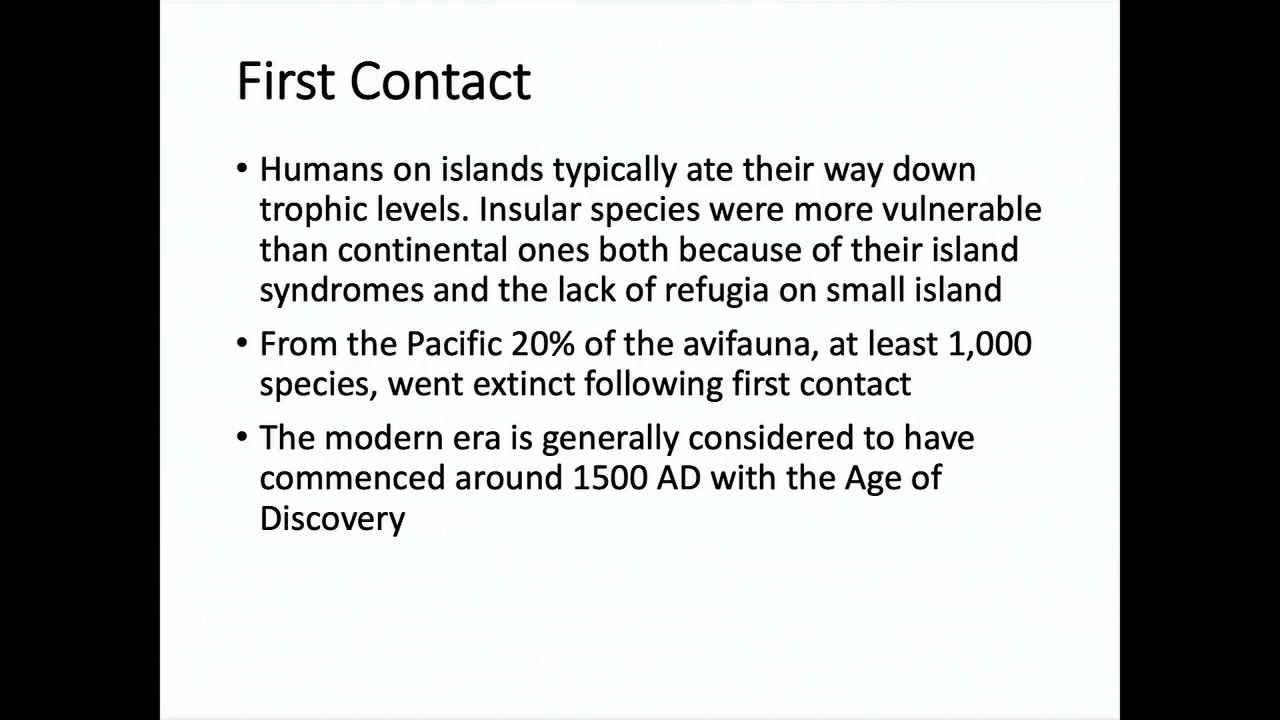 First Contact
• Humans on islands typically ate their way down
trophic levels. Insular species were more vulnerable
than continental ones both because of their island
syndromes and the lack of refugia on small island
• From the Pacific 20% of the avifauna, at least 1,000
species, went extinct following first contact
• The modern era is generally considered to have
commenced around 1500 AD with the Age of
Discovery